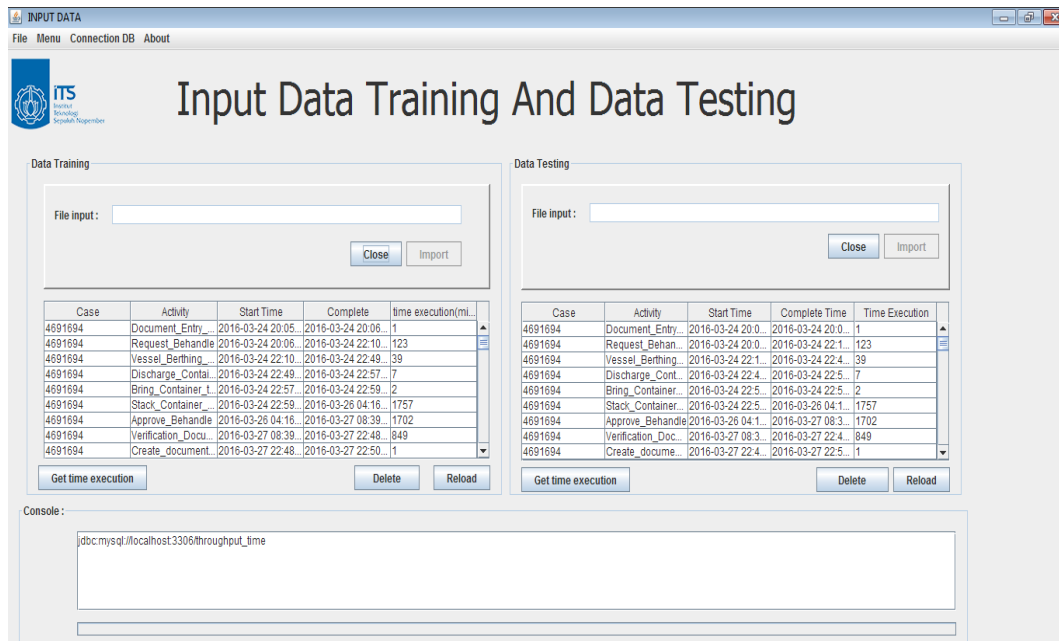 INPUT DATA
File Menu Connection DB About
iTS
Institut
Teknologi
Sepuluh Nopember
Input Data Training And Data Testing
Data Training
File input :
Close Import
Case Activity Start Time Complete time execution(mi...
4691694 Document_Entry_... 2016-03-24 20:05... 2016-03-24 20:06... 1
4691694 Request_Behandle 2016-03-24 20:06... 2016-03-24 22:10... 123
4691694 Vessel_Berthing_... 2016-03-24 22:10... 2016-03-24 22:49... 39
4691694 Discharge_Contai... 2016-03-24 22:49... 2016-03-24 22:57... 7
4691694 Bring_Container_t... 2016-03-24 22:57... 2016-03-24 22:59... 2
4691694 Stack_Container_... 2016-03-24 22:59... 2016-03-26 04:16... 1757
4691694 Approve_Behandle 2016-03-26 04:16... 2016-03-27 08:39... 1702
4691694 Verification_Docu... 2016-03-27 08:39... 2016-03-27 22:48... 849
4691694 Create_document... 2016-03-27 22:48... 2016-03-27 22:50... 1
Get time execution Delete Reload
Data Testing
File input :
Close Import
Case Activity Start Time Complete Time Time Execution
4691694 Document_Entry... 2016-03-24 20:0... 2016-03-24 20:0... 1
4691694 Request_Behan... 2016-03-24 20:0... 2016-03-24 22:1... 123
4691694 Vessel_Berthing... 2016-03-24 22:1... 2016-03-24 22:4... 39
4691694 Discharge_Cont... 2016-03-24 22:4... 2016-03-24 22:5... 7
4691694 Bring_Container... 2016-03-24 22:5... 2016-03-24 22:5... 2
4691694 Stack_Container... 2016-03-24 22:5... 2016-03-26 04:1... 1757
4691694 Approve_Behandle 2016-03-26 04:1... 2016-03-27 08:3... 1702
4691694 Verification_Doc... 2016-03-27 08:3... 2016-03-27 22:4... 849
4691694 Create_docume... 2016-03-27 22:4... 2016-03-27 22:5... 1
Get time execution Delete Reload
Console :
jdbc:mysql://localhost:3306/throughput_time